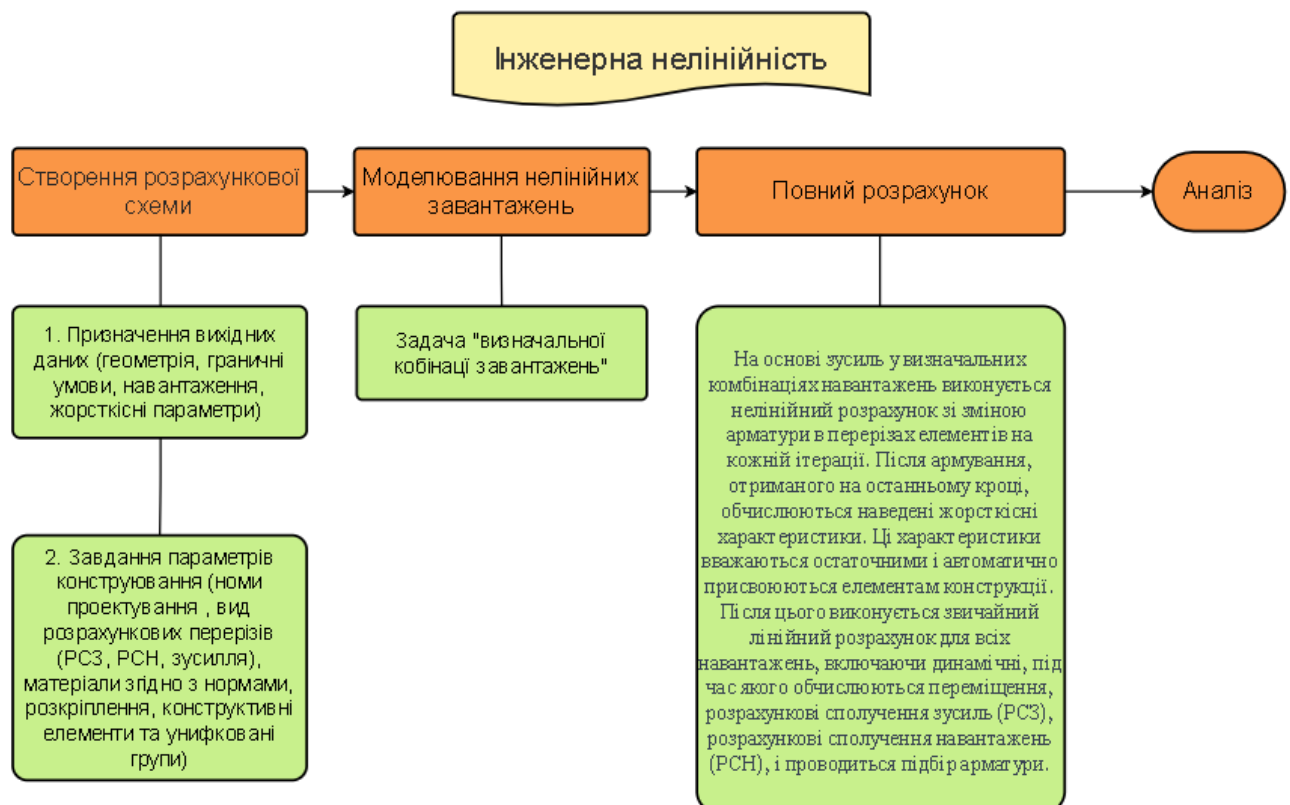 Інженерна нелінійність
Створення розрахункової
схеми
Моделювання нелінійних
завантажень
Повний розрахунок
Аналіз
1. Призначення вихідних
даних (геометрія, граничні
умови, навантаження,
жорсткісні параметри)
Задача "визначальної
кобінації завантажень"
На основі зусиль у визначальних
комбінаціях навантажень виконується
нелінійний розрахунок зі зміною
арматури в перерізах елементів на
кожній ітерації. Після армування,
отриманого на останньому кроці,
обчислюються наведені жорсткісні
характеристики. Ці характеристики
вважаються остаточними і автоматично
присвоюються елементам конструкції.
Після цього виконується звичайний
лінійний розрахунок для всіх
навантажень, включаючи динамічні, під
час якого обчислюються переміщення,
розрахункові сполучення зусиль (РСЗ),
розрахункові сполучення навантажень
(РСН), і проводиться підбір арматури.
2. Завдання параметрів
конструювання (номи
проектування , вид
розрахункових перерізів
(РСЗ, РСН, зусилля),
матеріали згідно з нормами,
розкріплення, конструктивні
елементи та унифковані
групи)